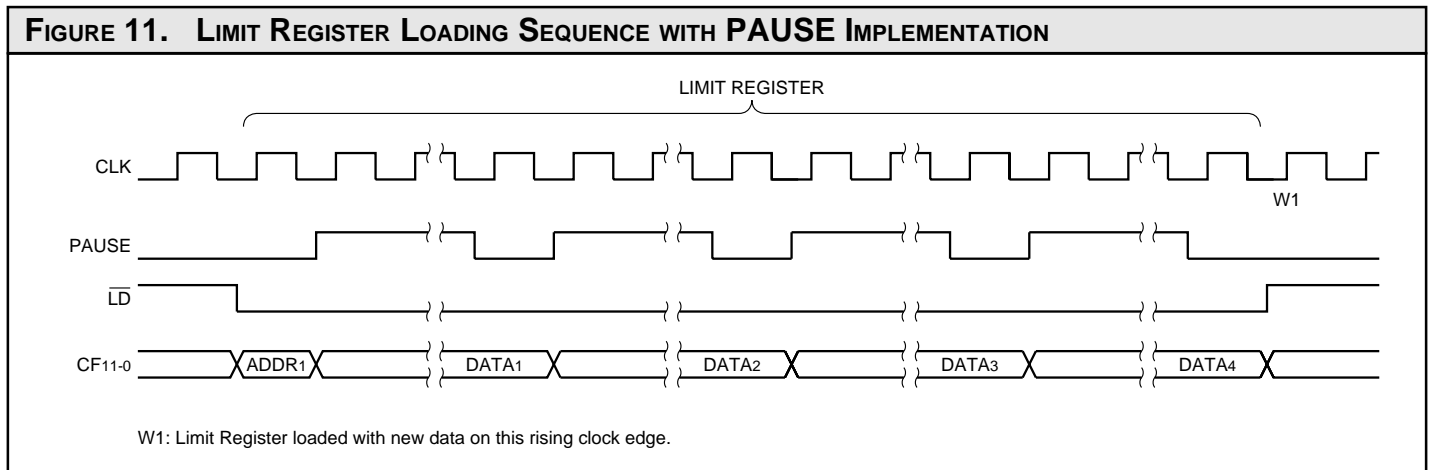 FIGURE 11. LIMIT REGISTER LOADING SEQUENCE WITH PAUSE IMPLEMENTATION
LIMIT REGISTER
CLK
W1
PAUSE
LD
CF11-0
ADDR1
DATA1
DATA2
DATA3
DATA4
W1: Limit Register loaded with new data on this rising clock edge.